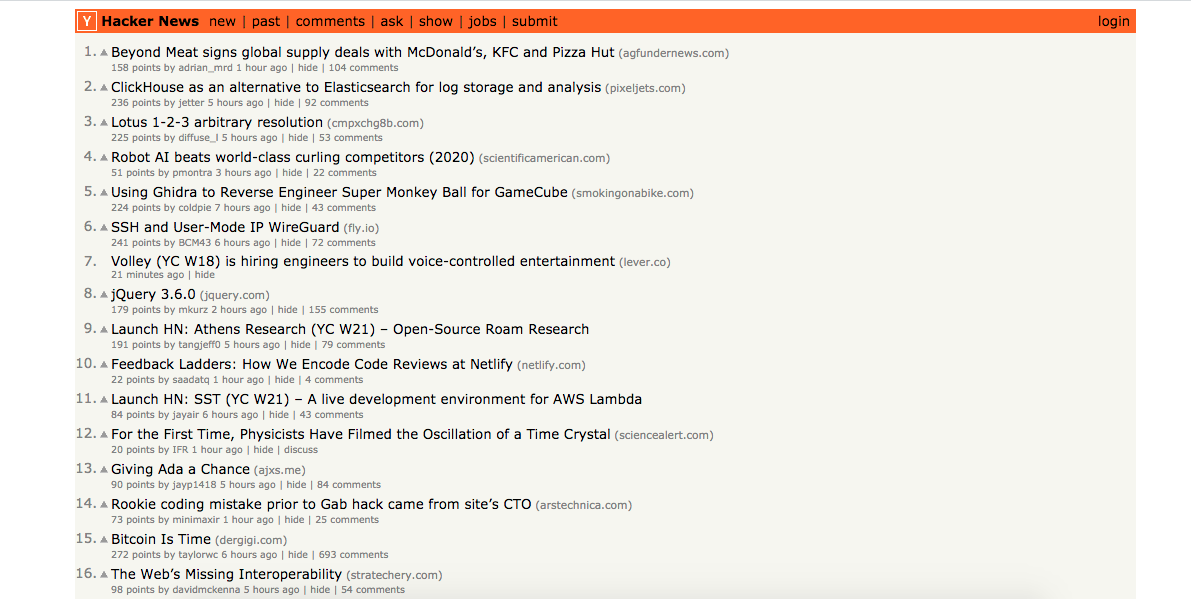 Y Hacker News new | past | comments | ask | show | jobs | submit login
1. Beyond Meat signs global supply deals with McDonald’s, KFC and Pizza Hut (agfundernews.com)
158 points by adrian_mrd 1 hour ago | hide | 104 comments
2. ClickHouse as an alternative to Elasticsearch for log storage and analysis (pixeljets.com)
236 points by jetter 5 hours ago | hide | 92 comments
3. Lotus 1-2-3 arbitrary resolution (cmpxchg8b.com)
225 points by diffuse_l 5 hours ago | hide | 53 comments
4. Robot AI beats world-class curling competitors (2020) (scientificamerican.com)
51 points by pmontra 3 hours ago | hide | 22 comments
5. Using Ghidra to Reverse Engineer Super Monkey Ball for GameCube (smokingonabike.com)
224 points by coldpie 7 hours ago | hide | 43 comments
6. SSH and User-Mode IP WireGuard (fly.io)
241 points by BCM43 6 hours ago | hide | 72 comments
7. Volley (YC W18) is hiring engineers to build voice-controlled entertainment (lever.co)
21 minutes ago | hide
8. jQuery 3.6.0 (jquery.com)
179 points by mkurz 2 hours ago | hide | 155 comments
9. Launch HN: Athens Research (YC W21) – Open-Source Roam Research
191 points by tangjeff0 5 hours ago | hide | 79 comments
10. Feedback Ladders: How We Encode Code Reviews at Netlify (netlify.com)
22 points by saadatq 1 hour ago | hide | 4 comments
11. Launch HN: SST (YC W21) – A live development environment for AWS Lambda
84 points by jayair 6 hours ago | hide | 43 comments
12. For the First Time, Physicists Have Filmed the Oscillation of a Time Crystal (sciencealert.com)
20 points by IFR 1 hour ago | hide | discuss
13. Giving Ada a Chance (ajxs.me)
90 points by jayp1418 5 hours ago | hide | 84 comments
14. Rookie coding mistake prior to Gab hack came from site’s CTO (arstechnica.com)
73 points by minimaxir 1 hour ago | hide | 25 comments
15. Bitcoin Is Time (dergigi.com)
272 points by taylorwc 6 hours ago | hide | 693 comments
16. The Web’s Missing Interoperability (stratechery.com)
98 points by davidmckenna 5 hours ago | hide | 54 comments